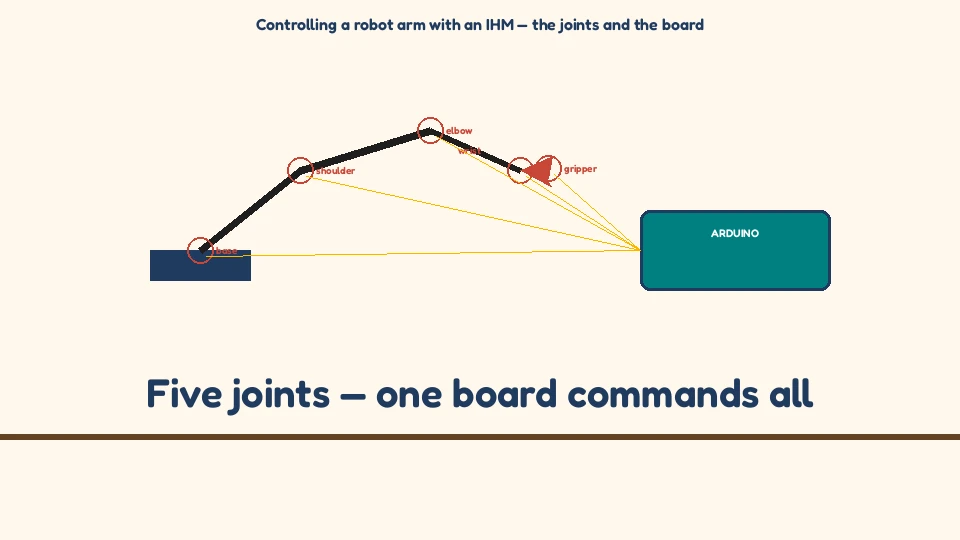 Controlling a robot arm with an IHM — the joints and the board
elbow
wrist
shoulder
gripper
ARDUINO
base
Five joints — one board commands all